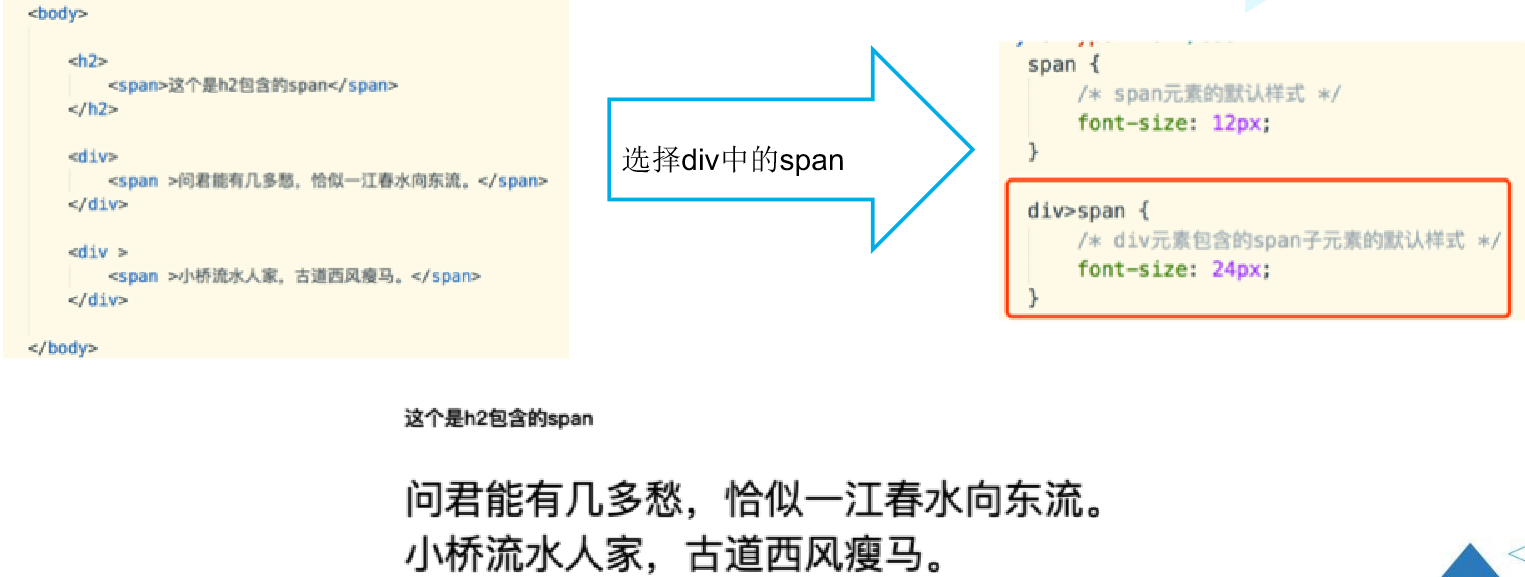 <body>
<h2>
<span>这个是h2包含的span</span>
</h2>
<div>
<span >问君能有几多愁，恰似一江春水向东流。</span>
</div>
<div >
<span >小桥流水人家，古道西风瘦马。</span>
</div>
</body>
选择div中的span
span {
/* span元素的默认样式 */
font-size: 12px;
}
div>span {
/* div元素包含的span子元素的默认样式 */
font-size: 24px;
}
这个是h2包含的span
问君能有几多愁，恰似一江春水向东流。
小桥流水人家，古道西风瘦马。